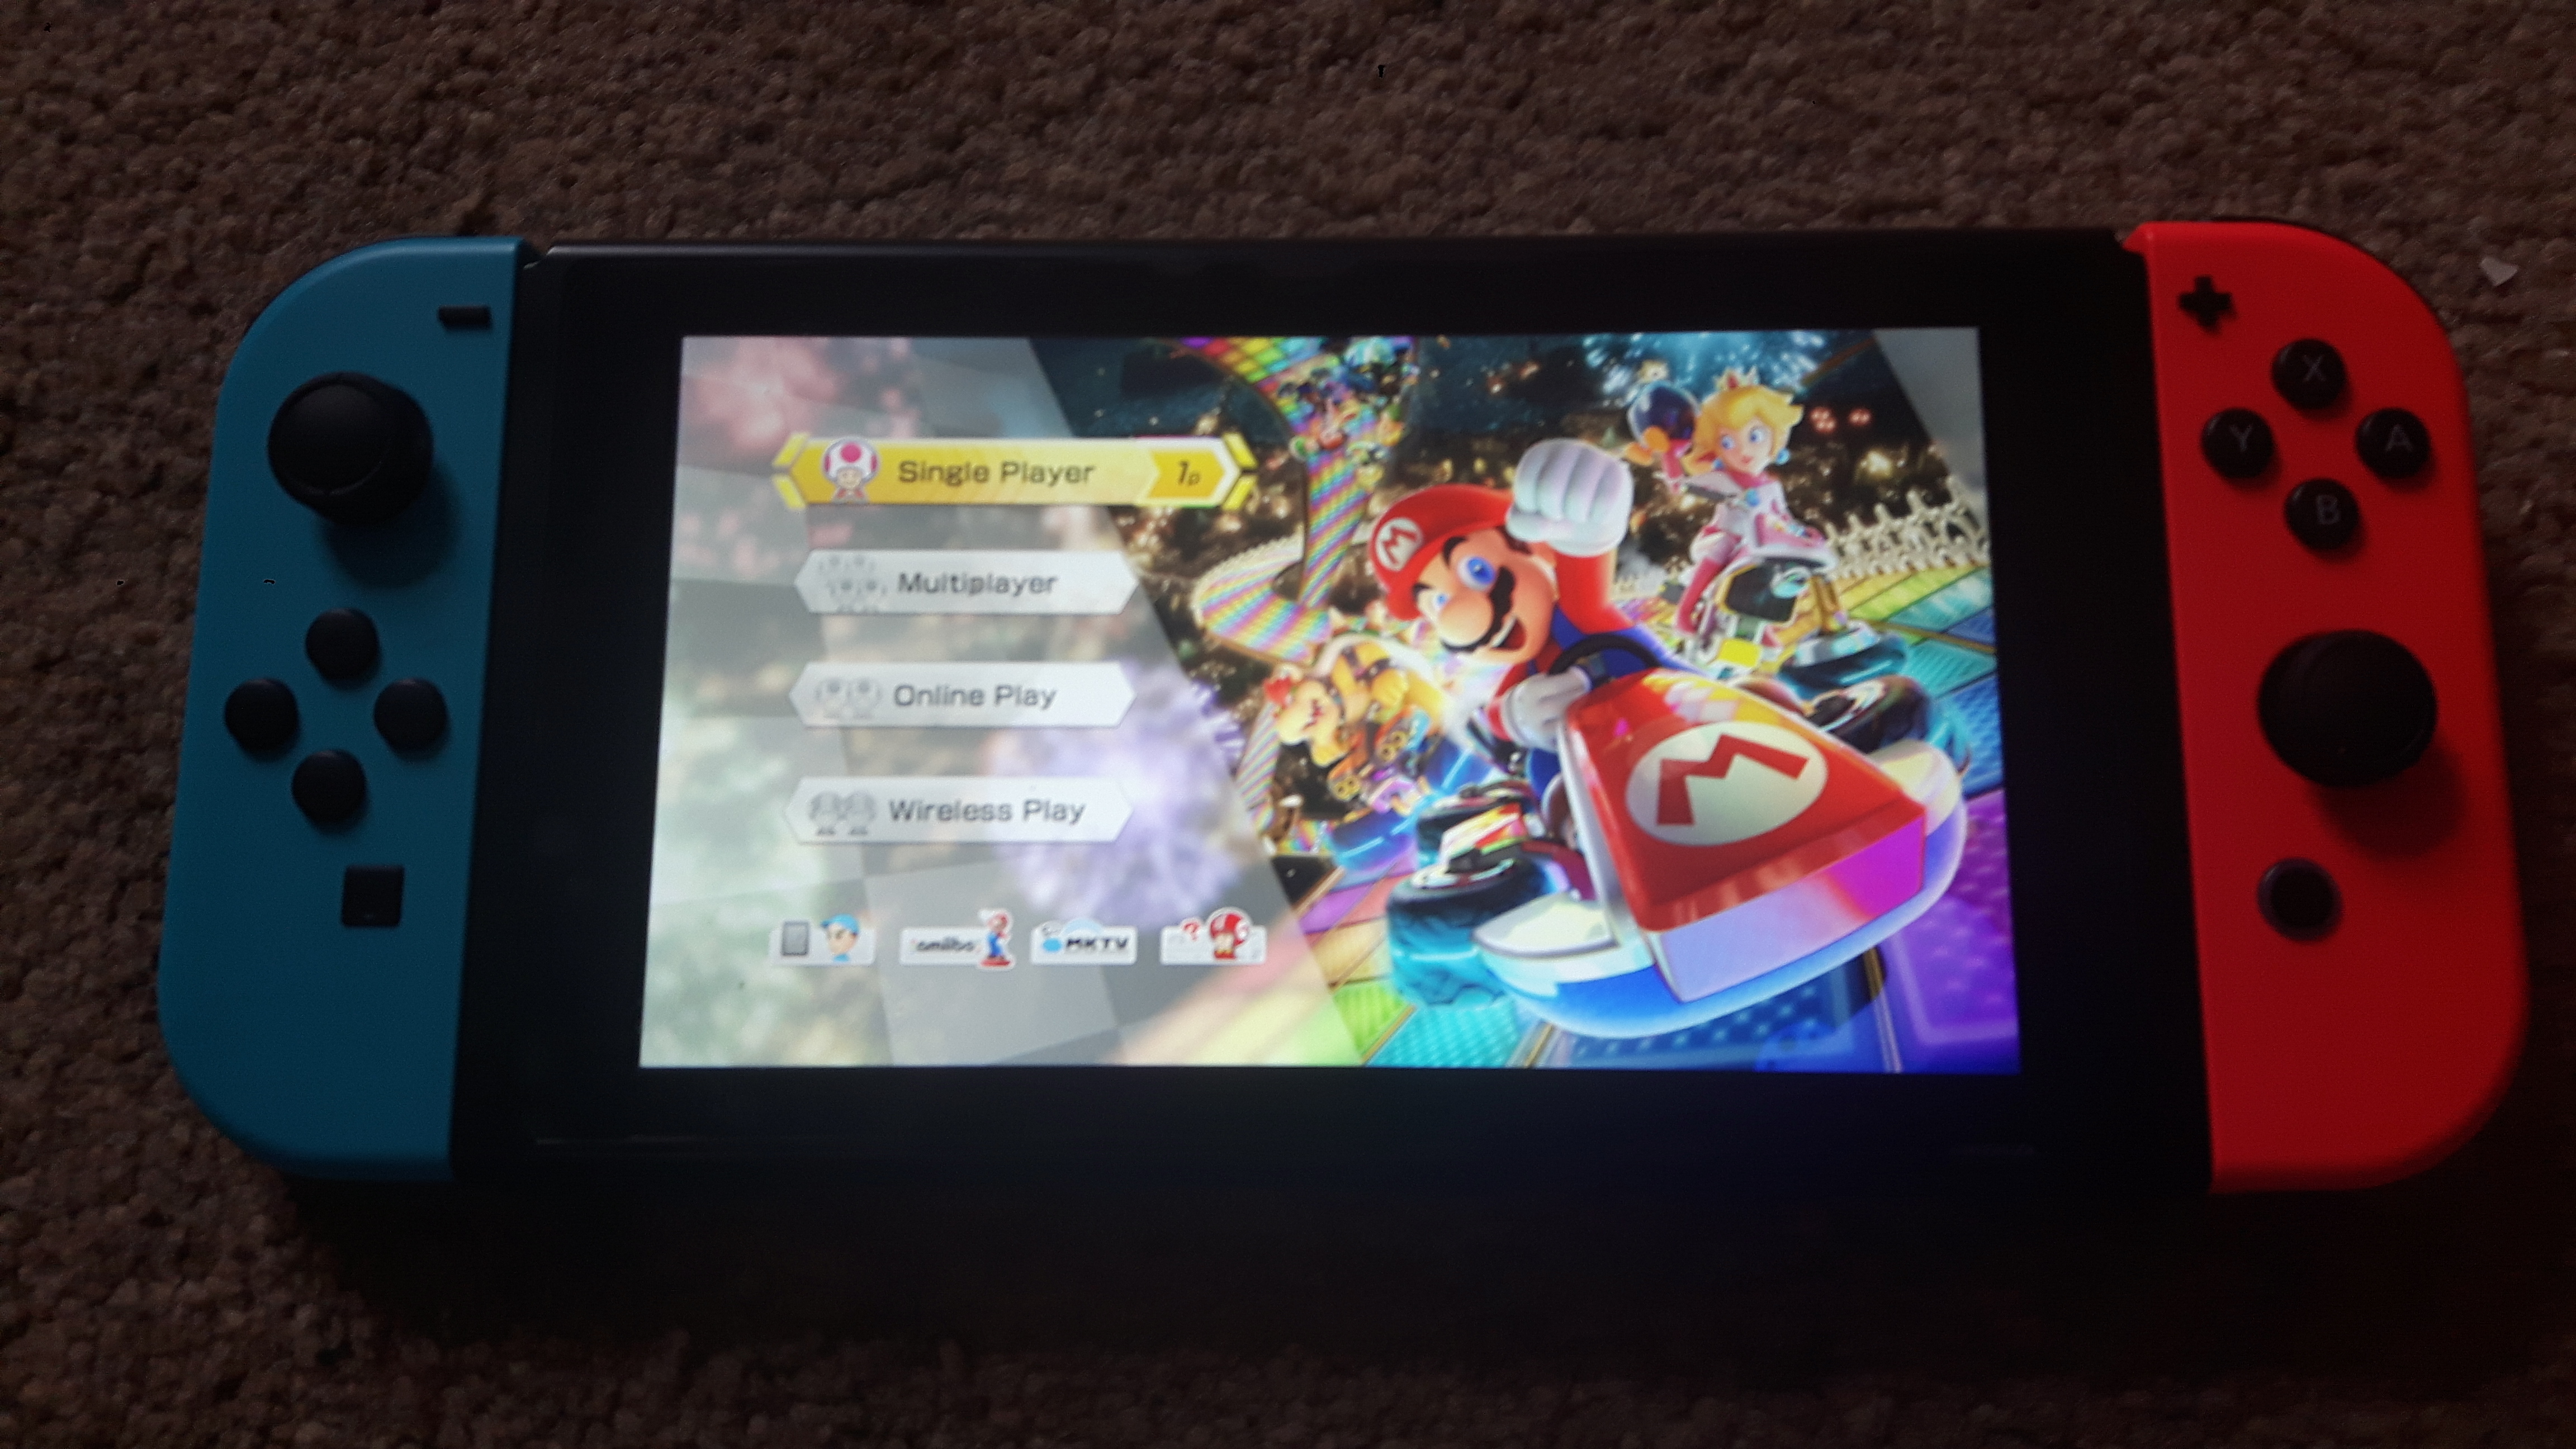 Single Player 1p
Multiplayer
Online Play
Wireless Play
amiibo
MKTV
M
M
X
Y
A
B